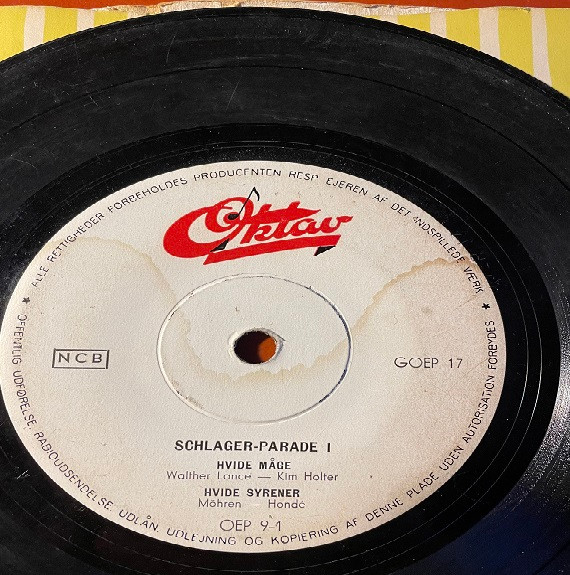 ALLE RETTIGHEDER FORBEHOLDES PRODUCENTEN RESP. EJEREN AF DET INDSPILLEDE VÆRK
Oktav
NCB
GOEP 17
SCHLAGER-PARADE I
HVIDE MÅGE
Walther Lance — Kim Holter
HVIDE SYRENER
Möhren — Honde
OEP 9-1
★ OFFENTLIG UDFØRELSE, RADIOUDSENDELSE, UDLÅN, UDLEJNING OG KOPIERING AF DENNE PLADE UDEN AUTORISATION FORBYDES ★